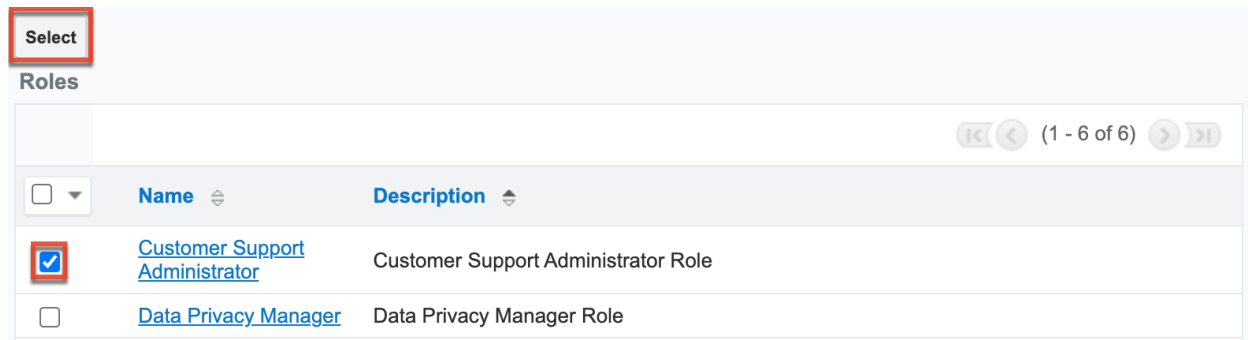 Select
Roles
(1 - 6 of 6)
Name Description
Customer Support
Administrator
Customer Support Administrator Role
Data Privacy Manager Data Privacy Manager Role